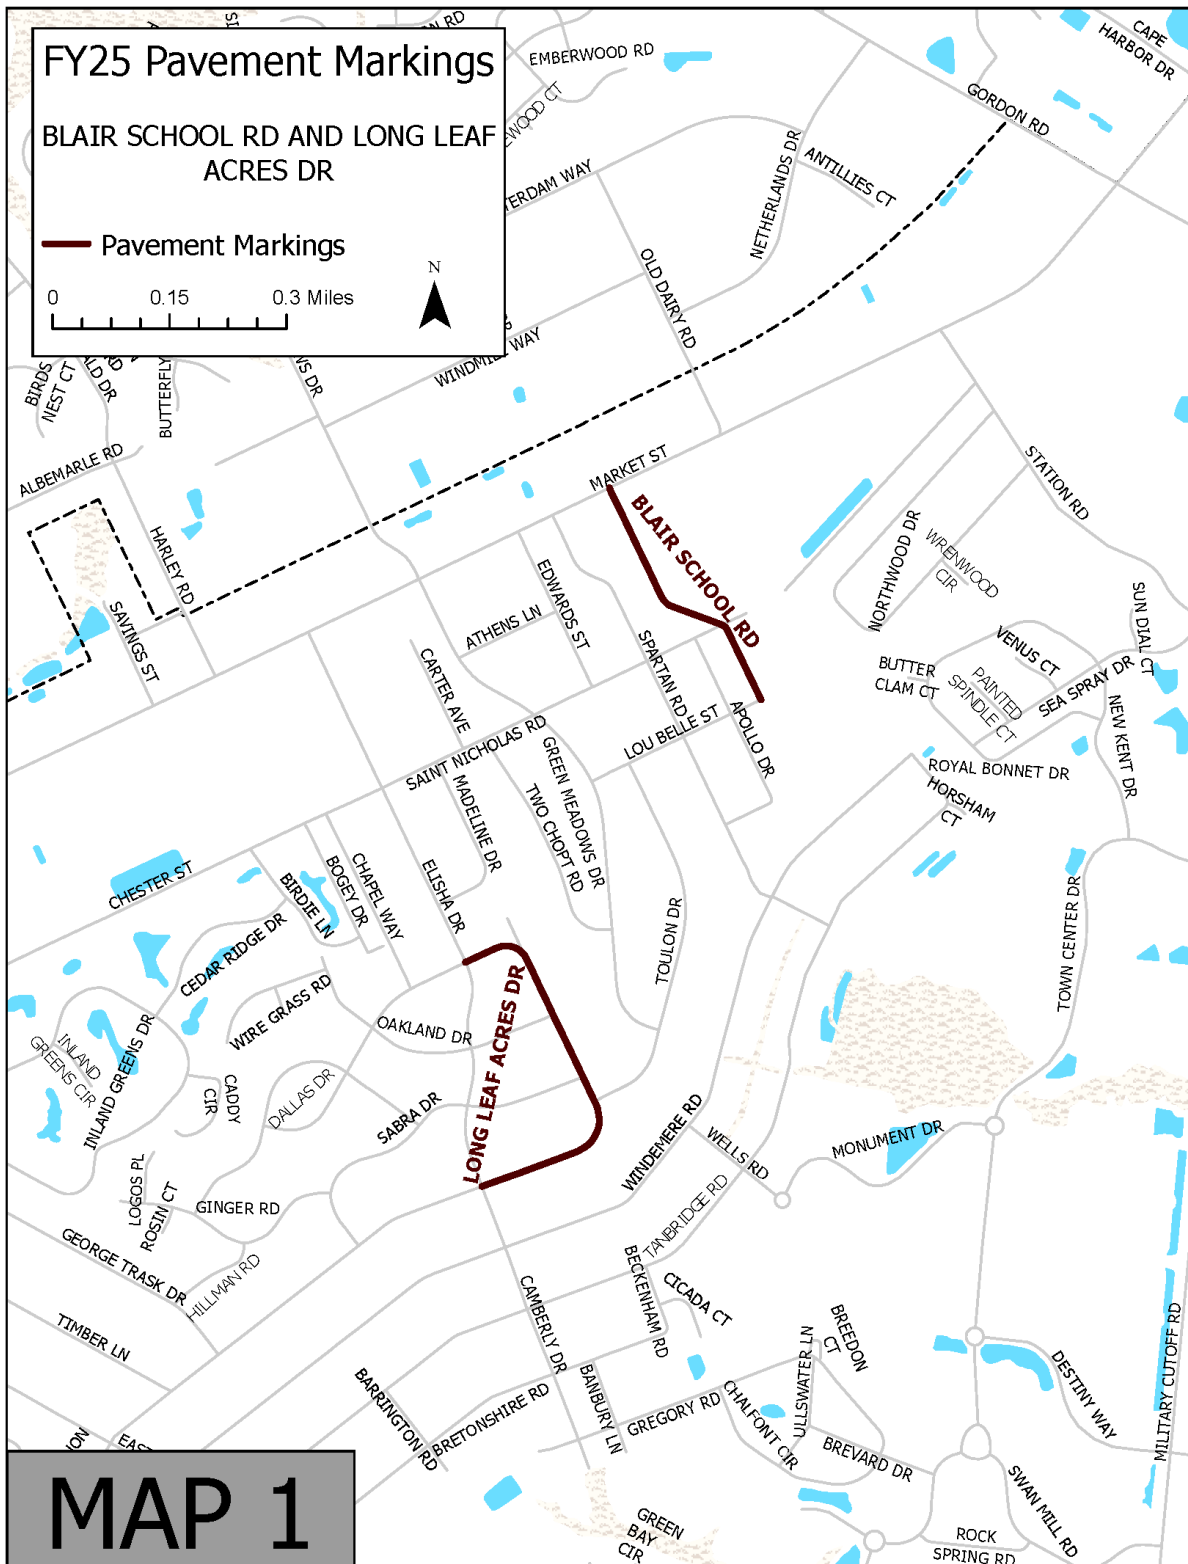 FY25 Pavement Markings
BLAIR SCHOOL RD AND LONG LEAF
ACRES DR
Pavement Markings
0
0.15
0.3 Miles
N
EMBERWOOD RD
CAPE
HARBOR DR
GORDON RD
NETHERLANDS DR
ANTILLIES CT
OLD DAIRY RD
WAY
BIRDS
NEST CT
BUTTERFLY
ALBEMARLE RD
HARLEY RD
SAVINGS ST
MARKET ST
BLAIR SCHOOL RD
STATION RD
NORTHWOOD DR
WRENWOOD
CIR
SUN DIAL CT
VENUS CT
BUTTER
CLAM CT
PAINTED
SPINDLE CT
SEA SPRAY DR
NEW KENT DR
ROYAL BONNET DR
HORSHAM
CT
EDWARDS ST
ATHENS LN
CARTER AVE
SPARTAN RD
APOLLO DR
LOU BELLE ST
SAINT NICHOLAS RD
GREEN MEADOWS DR
MADELINE DR
TWO CHOPT RD
CHESTER ST
BIRDIE LN
BOGEY DR
CHAPEL WAY
ELISHA DR
TOULON DR
TOWN CENTER DR
CEDAR RIDGE DR
WIRE GRASS RD
OAKLAND DR
LONG LEAF ACRES DR
INLAND
GREENS CIR
INLAND GREENS DR
CADDY
CIR
DALLAS DR
SABRA DR
WINDEMERE RD
WELLS RD
MONUMENT DR
LOGOS PL
ROSIN CT
GINGER RD
TANBRIDGE RD
GEORGE TRASK DR
HILLMAN RD
TIMBER LN
CAMBERLY DR
BECKENHAM RD
CICADA CT
BREEDON
CT
ULLSWATER LN
BARRINGTON RD
BRETONSHIRE RD
BANBURY LN
GREGORY RD
CHALFONT CIR
BREVARD DR
DESTINY WAY
MILITARY CUTOFF RD
SWAN MILL RD
ROCK
SPRING RD
GREEN
BAY
CIR
MAP 1